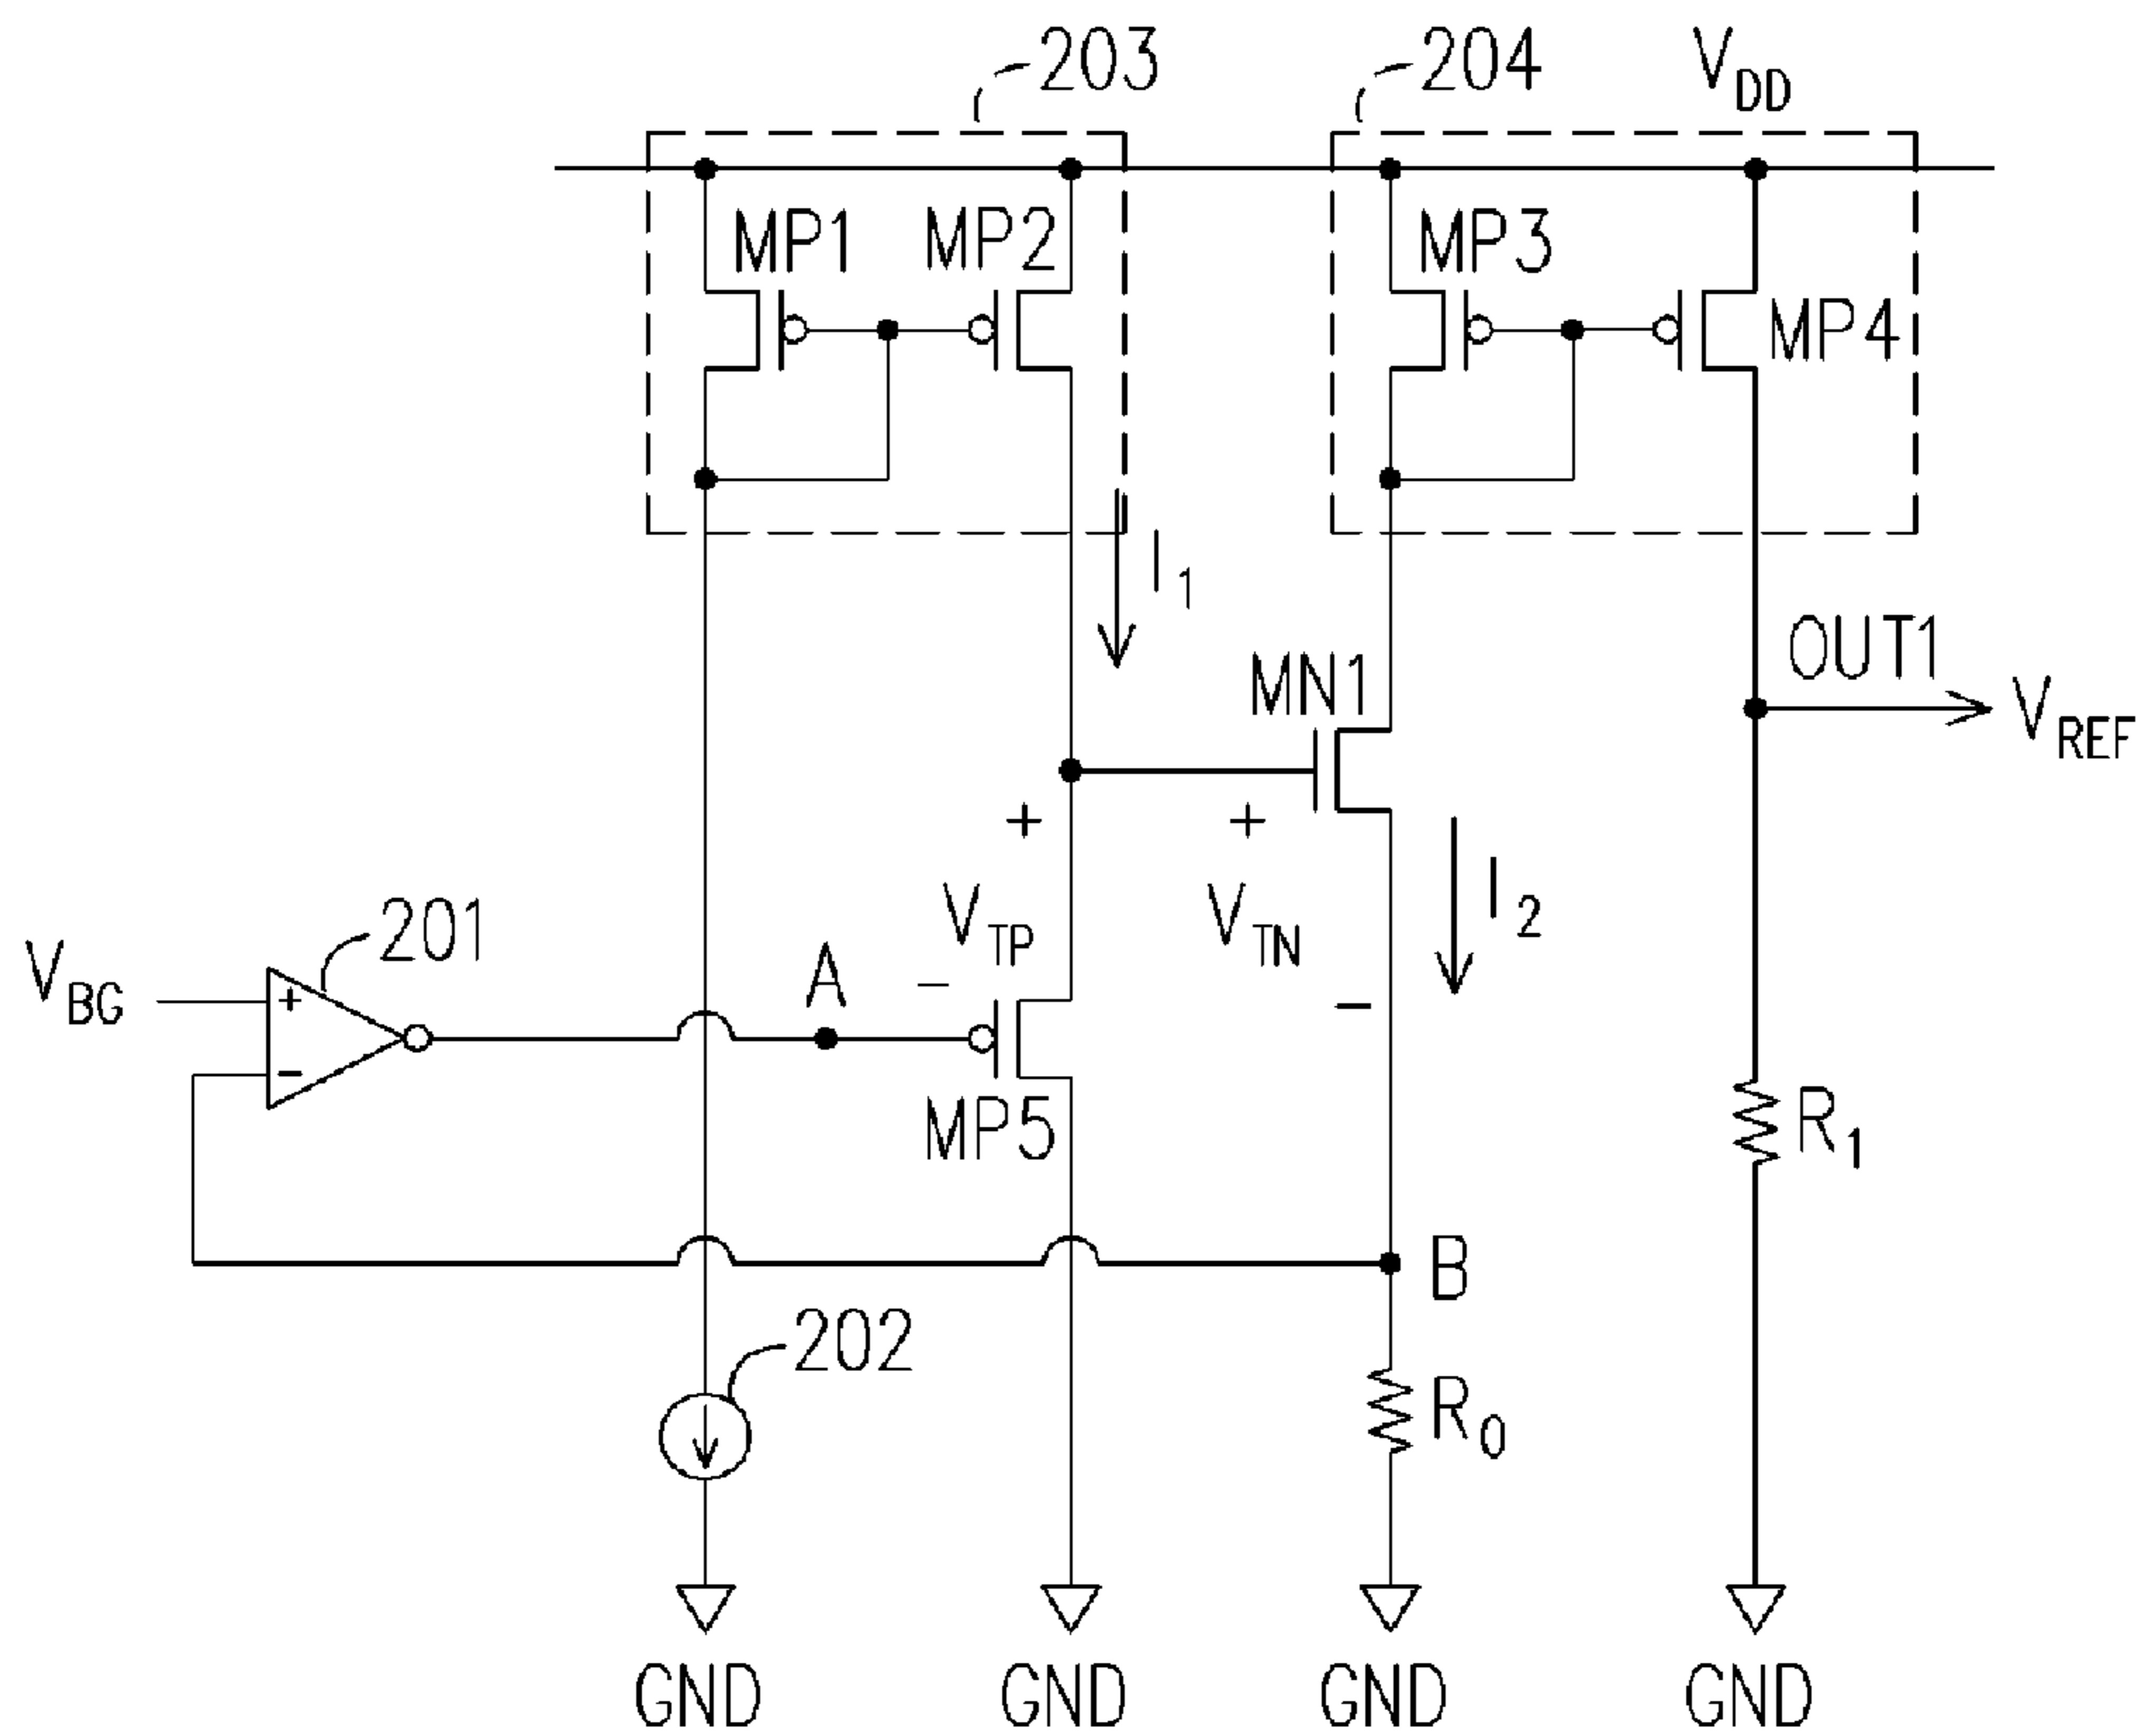 203
204
VDD
MP1
MP2
MP3
MP4
I1
OUT1
MN1
VREF
+
+
VTP
VTN
I2
201
VBG
A
-
-
+
-
MP5
R1
B
202
R0
GND
GND
GND
GND